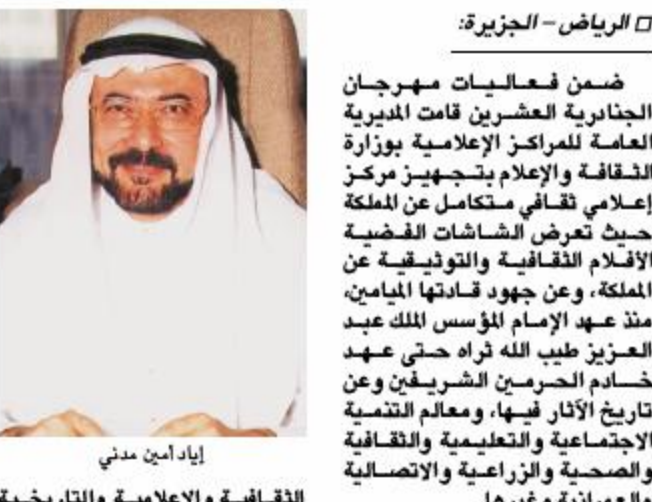 □ الرياض – الجزيرة:
ضمن فعاليات مهرجان
الجنادرية العشرين قامت المديرية
العامة للمراكز الإعلامية بوزارة
الثقافة والإعلام بتجهيز مركز
إعلامي ثقافي متكامل عن المملكة
حيث تعرض الشاشات الفضية
الأفلام الثقافية والتوثيقية عن
المملكة، وعن جهود قادتها الميامين،
منذ عهد الإمام المؤسس الملك عبد
العزيز طيب الله ثراه حتى عهد
خادم الحرمين الشريفين وعن
تاريخ الآثار فيها، ومعالم التنمية
الاجتماعية والتعليمية والثقافية
والصحية والزراعية والاتصالية
والعمرانية وغيرها.
إياد أمين مدني
الثقافية والإعلامية والتاريخية